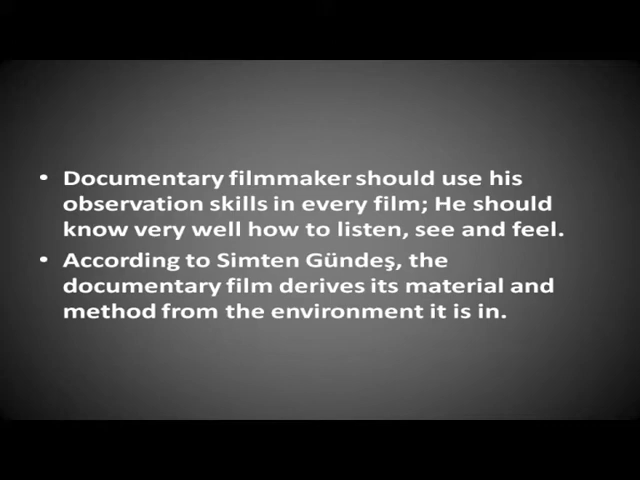 • Documentary filmmaker should use his
observation skills in every film; He should
know very well how to listen, see and feel.
• According to Simten Gündeş, the
documentary film derives its material and
method from the environment it is in.